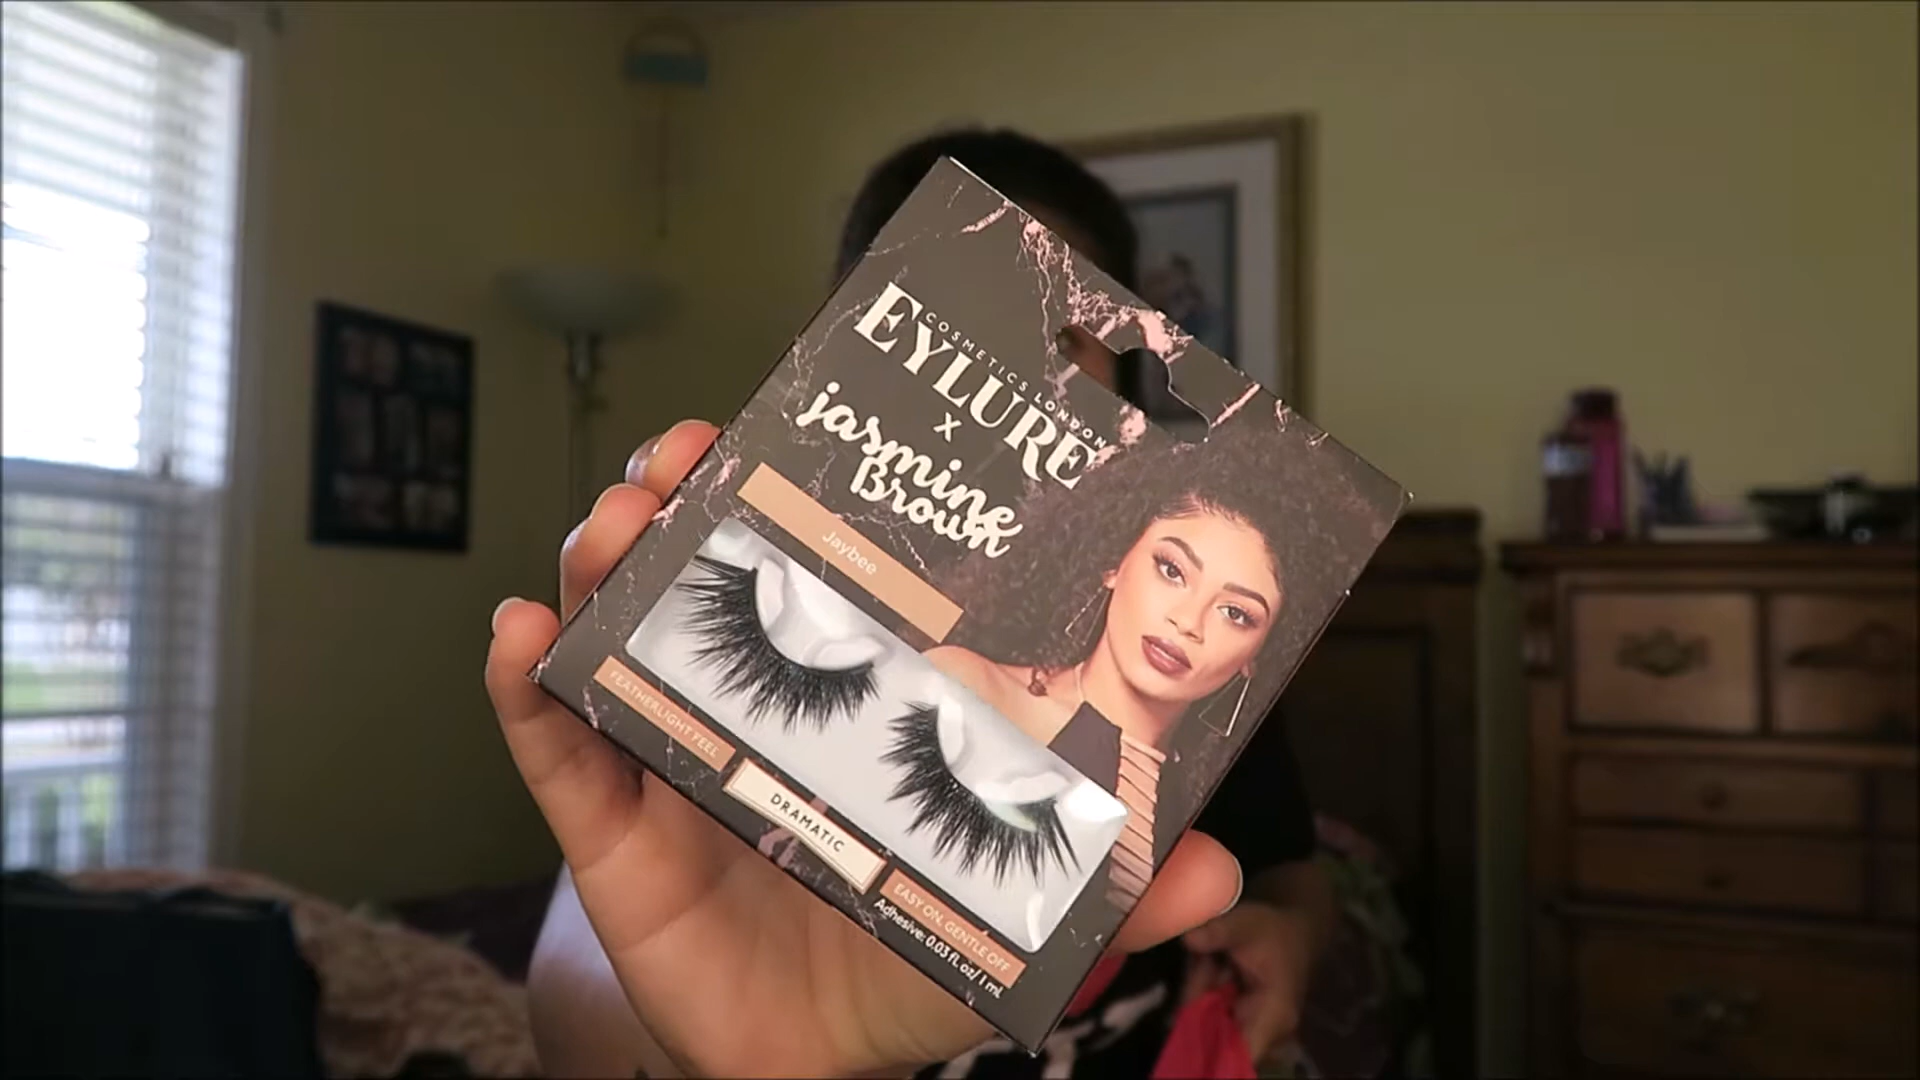 EYLURE
COSMETICS LONDON
X
jasmine
Brown
Jaybee
FEATHERLIGHT FEEL
DRAMATIC
EASY ON, GENTLE OFF
Adhesive: 0.03 fl. oz/ 1 ml